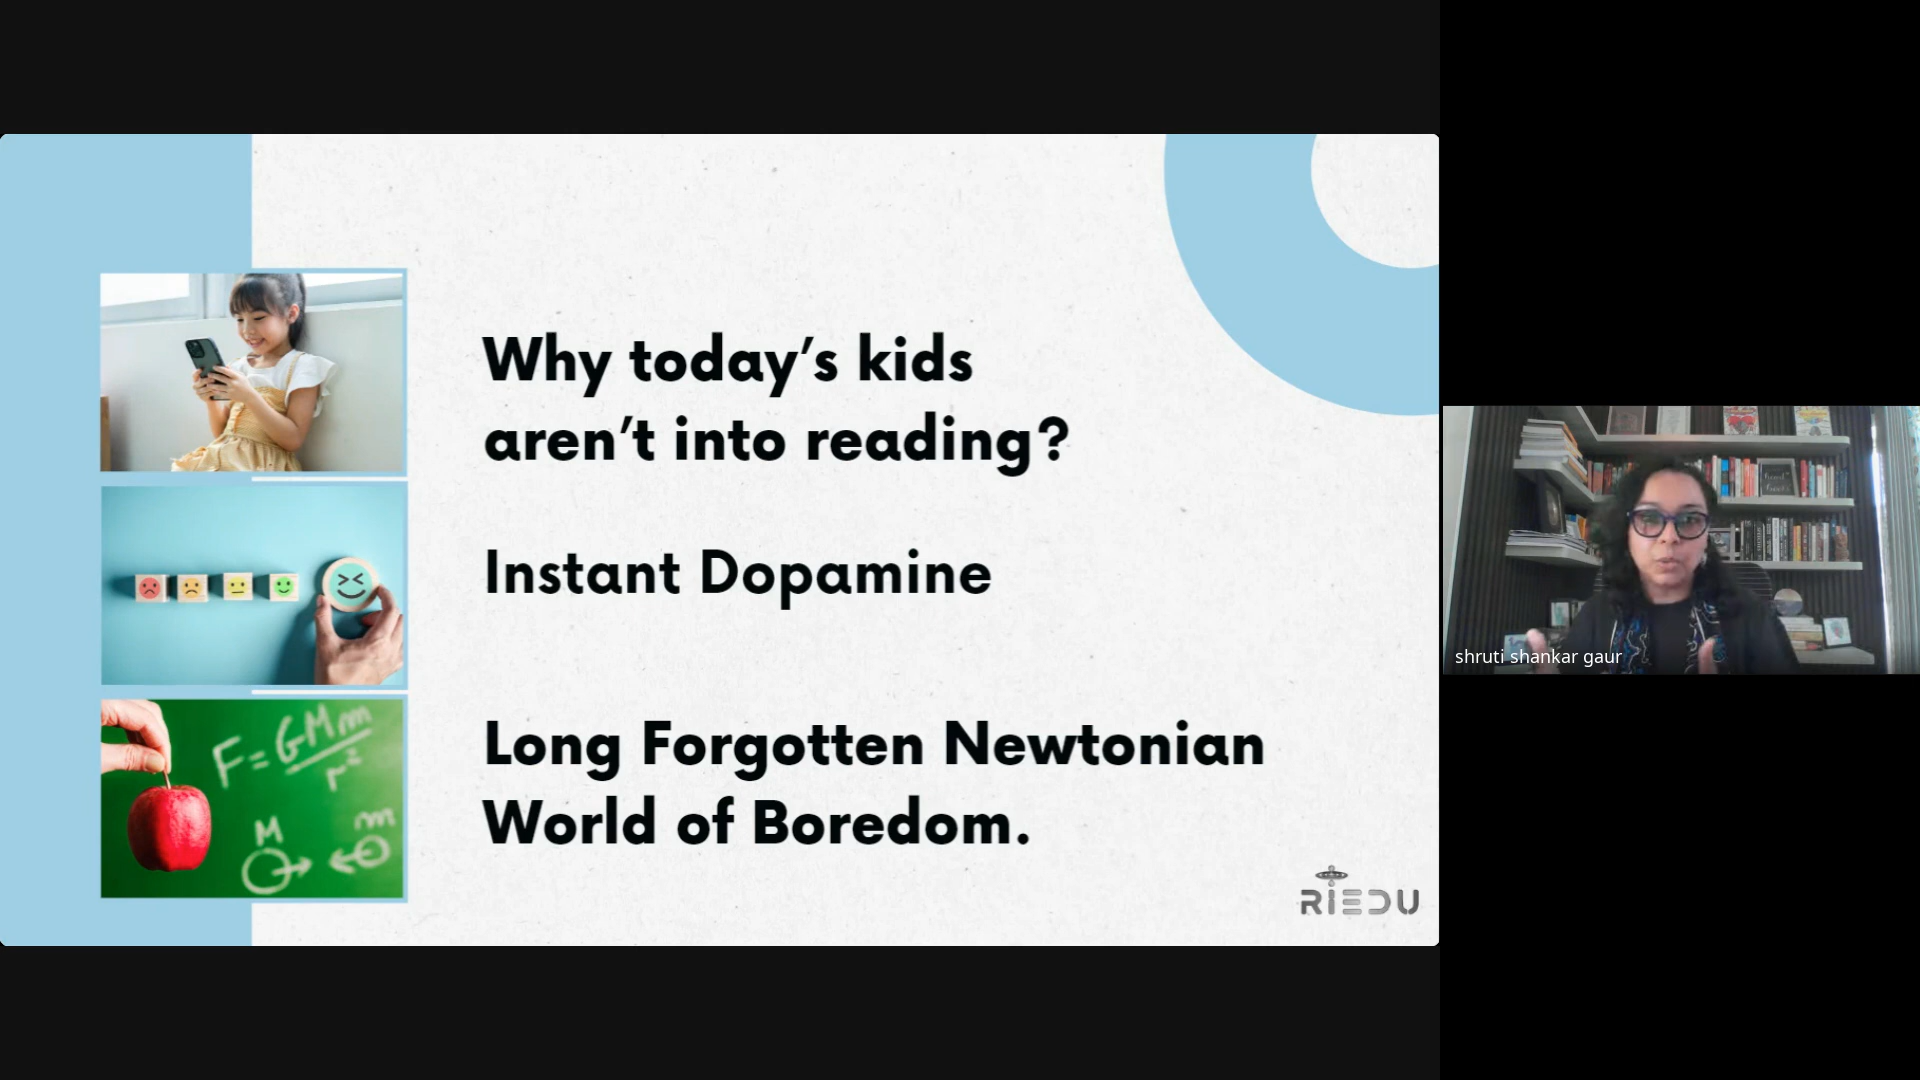 Why today’s kids
aren’t into reading?
Instant Dopamine
Long Forgotten Newtonian
World of Boredom.
F=GMm
r²
M
m
RIEDU
shruti shankar gaur